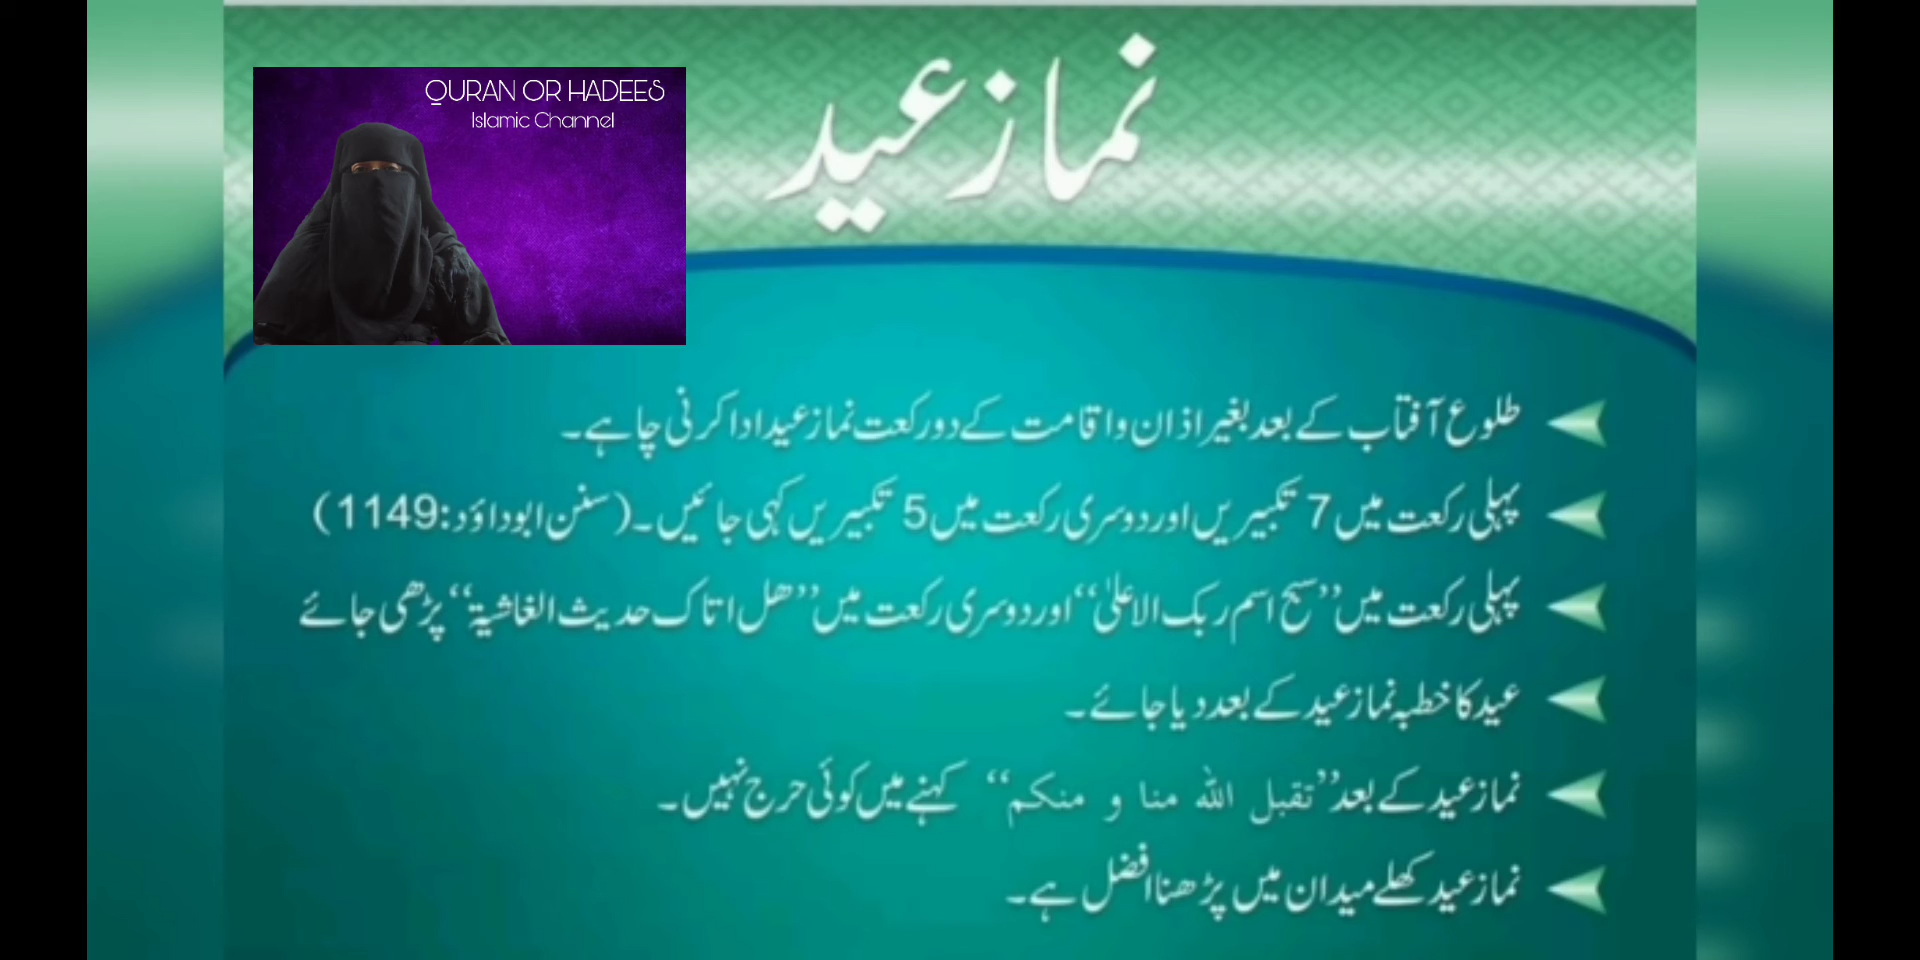 نماز عید
QURAN OR HADEES
Islamic Channel
طلوع آفتاب کے بعد بغیر اذان و اقامت کے دو رکعت نماز عید ادا کرنی چاہے۔
پہلی رکعت میں 7 تکبیریں اور دوسری رکعت میں 5 تکبیریں کہی جائیں۔ (سنن ابوداؤد: 1149)
پہلی رکعت میں ’’سبح اسم ربک الاعلیٰ‘‘ اور دوسری رکعت میں ’’ھل اتاک حدیث الغاشیۃ‘‘ پڑھی جائے
عید کا خطبہ نماز عید کے بعد دیا جائے۔
نماز عید کے بعد ’’تقبل الله منا و منكم‘‘ کہنے میں کوئی حرج نہیں۔
نماز عید کھلے میدان میں پڑھنا افضل ہے۔